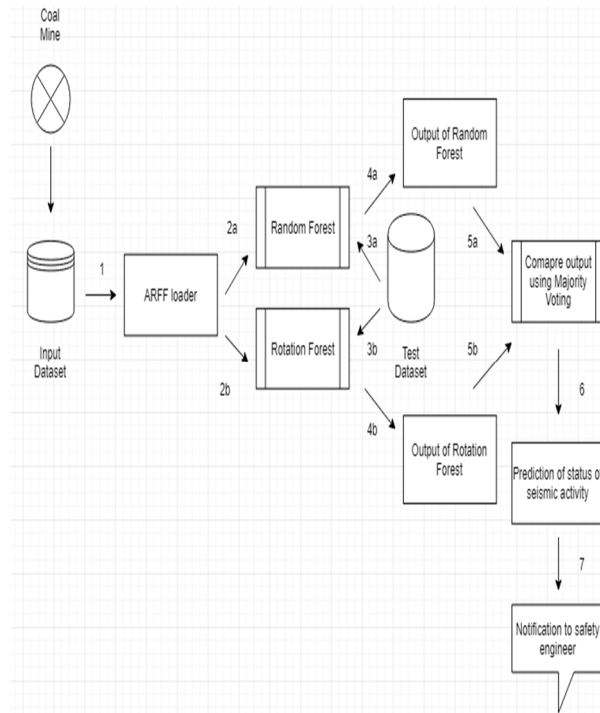 Coal
Mine
1
Input
Dataset
ARFF loader
2a
2b
Random Forest
Rotation Forest
3a
3b
Test
Dataset
4a
4b
Output of Random
Forest
Output of Rotation
Forest
5a
5b
Comapre output
using Majority
Voting
6
Prediction of status of
seismic activity
7
Notification to safety
engineer